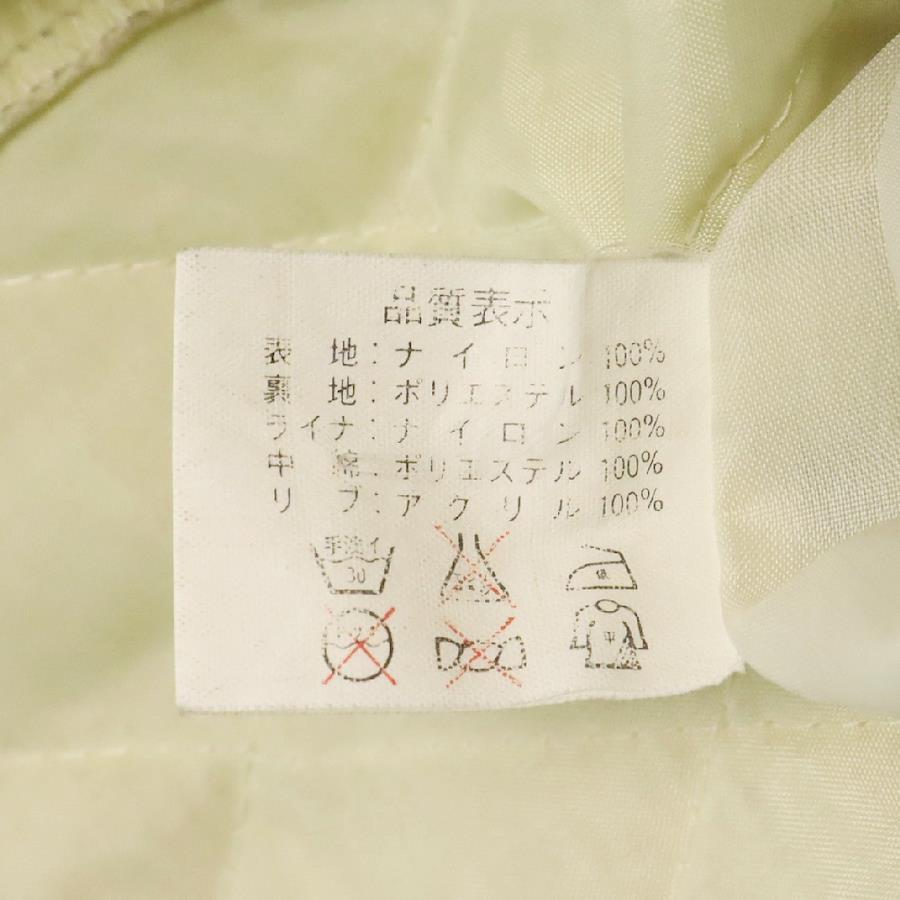 品質表示
表地:ナイロン 100%
裏地:ポリエステル 100%
ライナ:ナイロン 100%
中綿:ポリエステル 100%
リブ:アクリル 100%
手洗イ
30
低
平